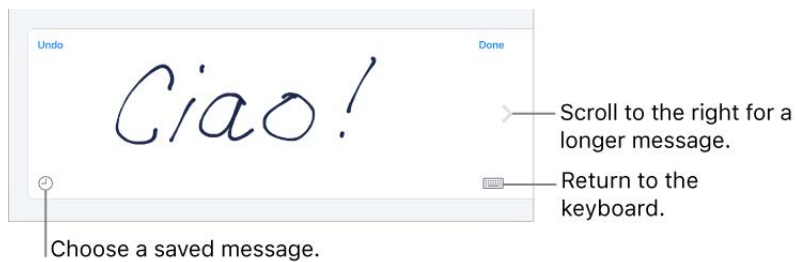 Undo
Done
Ciao!
Scroll to the right for a
longer message.
Return to the
keyboard.
Choose a saved message.